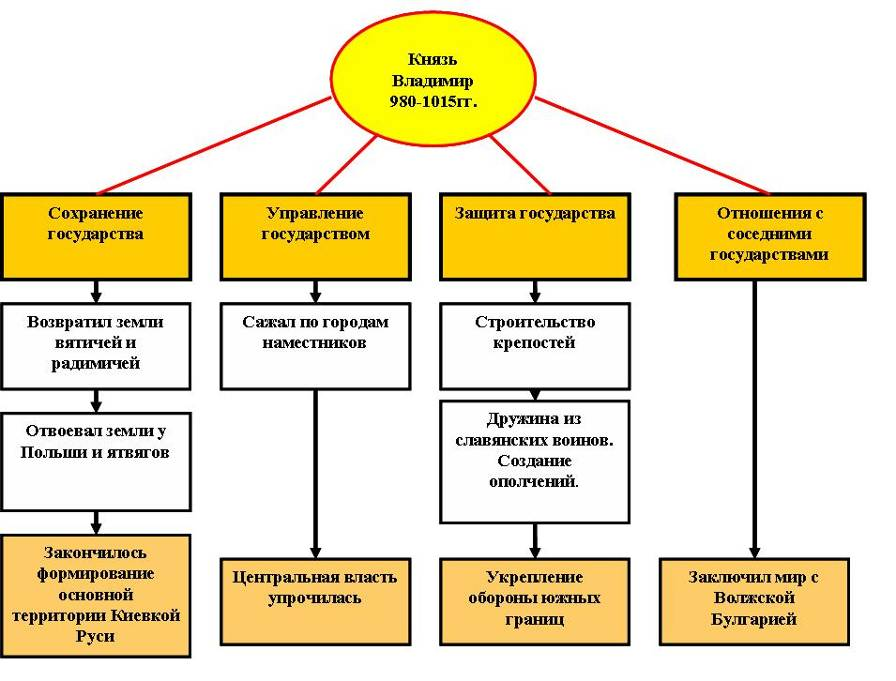 Князь
Владимир
980-1015гг.
Сохранение
государства
Управление
государством
Защита государства
Отношения с
соседними
государствами
Возвратил земли
вятичей и
радимичей
Сажал по городам
наместников
Строительство
крепостей
Отвоевал земли у
Польши и ятвягов
Дружина из
славянских воинов.
Создание
ополчений.
Закончилось
формирование
основной
территории Киевкой
Руси
Центральная власть
упрочилась
Укрепление
обороны южных
границ
Заключил мир с
Волжской
Булгарией